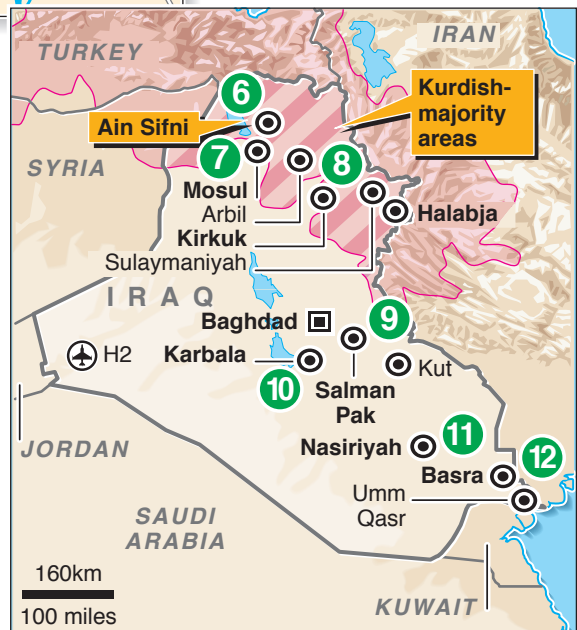 TURKEY
IRAN
6
Kurdish-
majority
areas
Ain Sifni
SYRIA
7
8
Mosul
Arbil
Halabja
Kirkuk
Sulaymaniyah
IRAQ
Baghdad
9
H2
Karbala
Kut
10
Salman
Pak
JORDAN
Nasiriyah
11
Basra
12
Umm
Qasr
SAUDI
ARABIA
160km
100 miles
KUWAIT